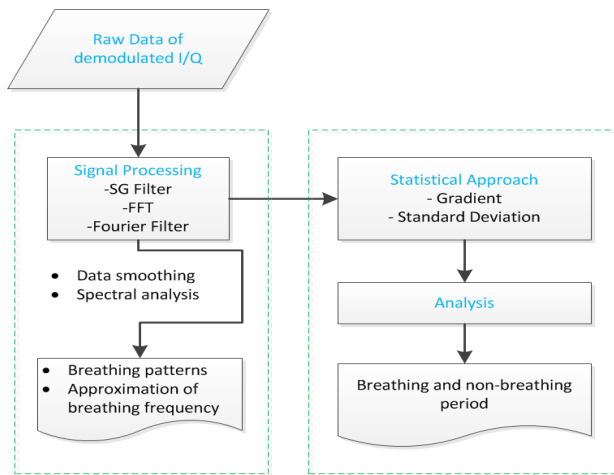 Raw Data of
demodulated I/Q
Signal Processing
-SG Filter
-FFT
-Fourier Filter
• Data smoothing
• Spectral analysis
• Breathing patterns
• Approximation of
breathing frequency
Statistical Approach
- Gradient
- Standard Deviation
Analysis
Breathing and non-breathing
period